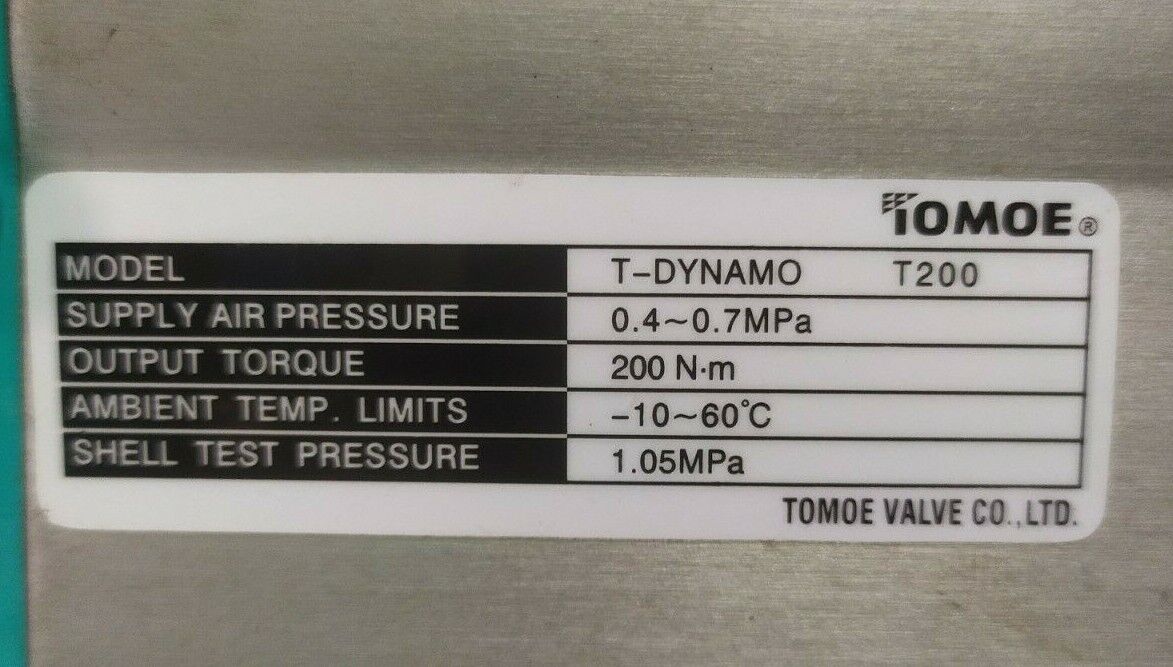 TOMOE®
MODEL T-DYNAMO T200
SUPPLY AIR PRESSURE 0.4~0.7MPa
OUTPUT TORQUE 200 N·m
AMBIENT TEMP. LIMITS -10~60°C
SHELL TEST PRESSURE 1.05MPa
TOMOE VALVE CO.,LTD.